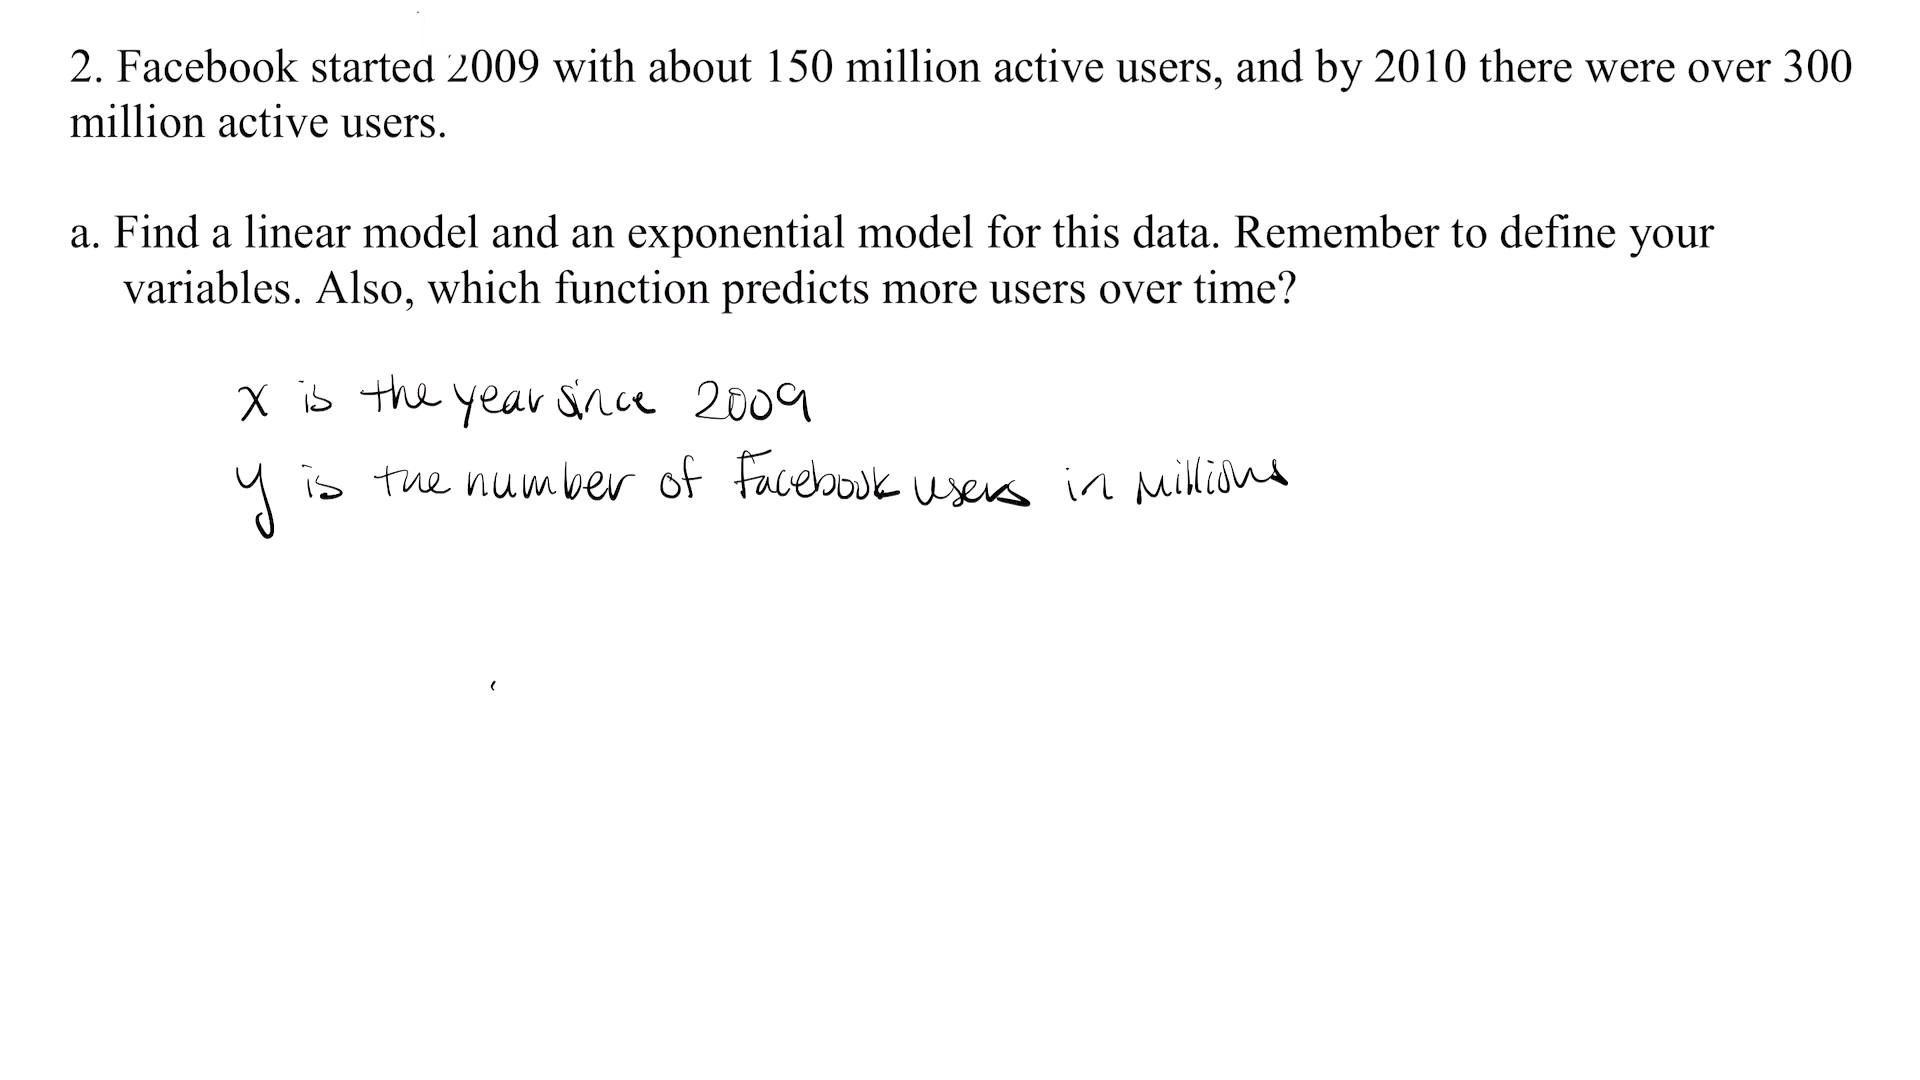 2. Facebook started 2009 with about 150 million active users, and by 2010 there were over 300
million active users.
a. Find a linear model and an exponential model for this data. Remember to define your
variables. Also, which function predicts more users over time?
x is the year since 2009
y is the number of Facebook users in Millions